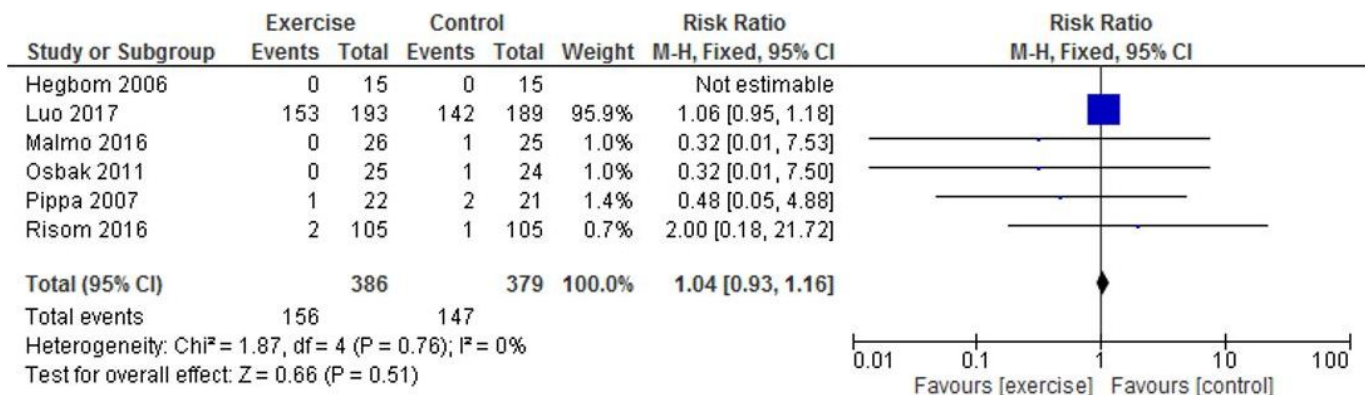 Exercise Control Risk Ratio Risk Ratio
Study or Subgroup Events Total Events Total Weight M-H, Fixed, 95% CI M-H, Fixed, 95% CI
Hegbom 2006 0 15 0 15 Not estimable
Luo 2017 153 193 142 189 95.9% 1.06 [0.95, 1.18]
Malmo 2016 0 26 1 25 1.0% 0.32 [0.01, 7.53]
Osbak 2011 0 25 1 24 1.0% 0.32 [0.01, 7.50]
Pippa 2007 1 22 2 21 1.4% 0.48 [0.05, 4.88]
Risom 2016 2 105 1 105 0.7% 2.00 [0.18, 21.72]
Total (95% CI) 386 379 100.0% 1.04 [0.93, 1.16]
Total events 156 147
Heterogeneity: Chi² = 1.87, df = 4 (P = 0.76); I² = 0%
Test for overall effect: Z = 0.66 (P = 0.51)
0.01 0.1 1 10 100
Favours [exercise] Favours [control]